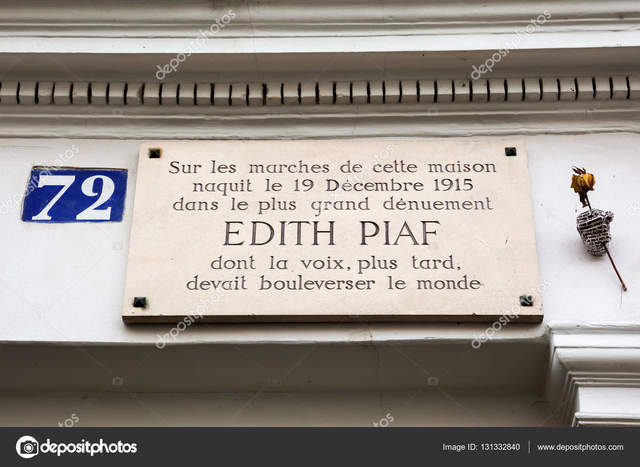 72
Sur les marches de cette maison
naquit le 19 Décembre 1915
dans le plus grand dénuement
EDITH PIAF
dont la voix, plus tard,
devait bouleverser le monde
depositphotos
Image ID: 131332840
www.depositphotos.com